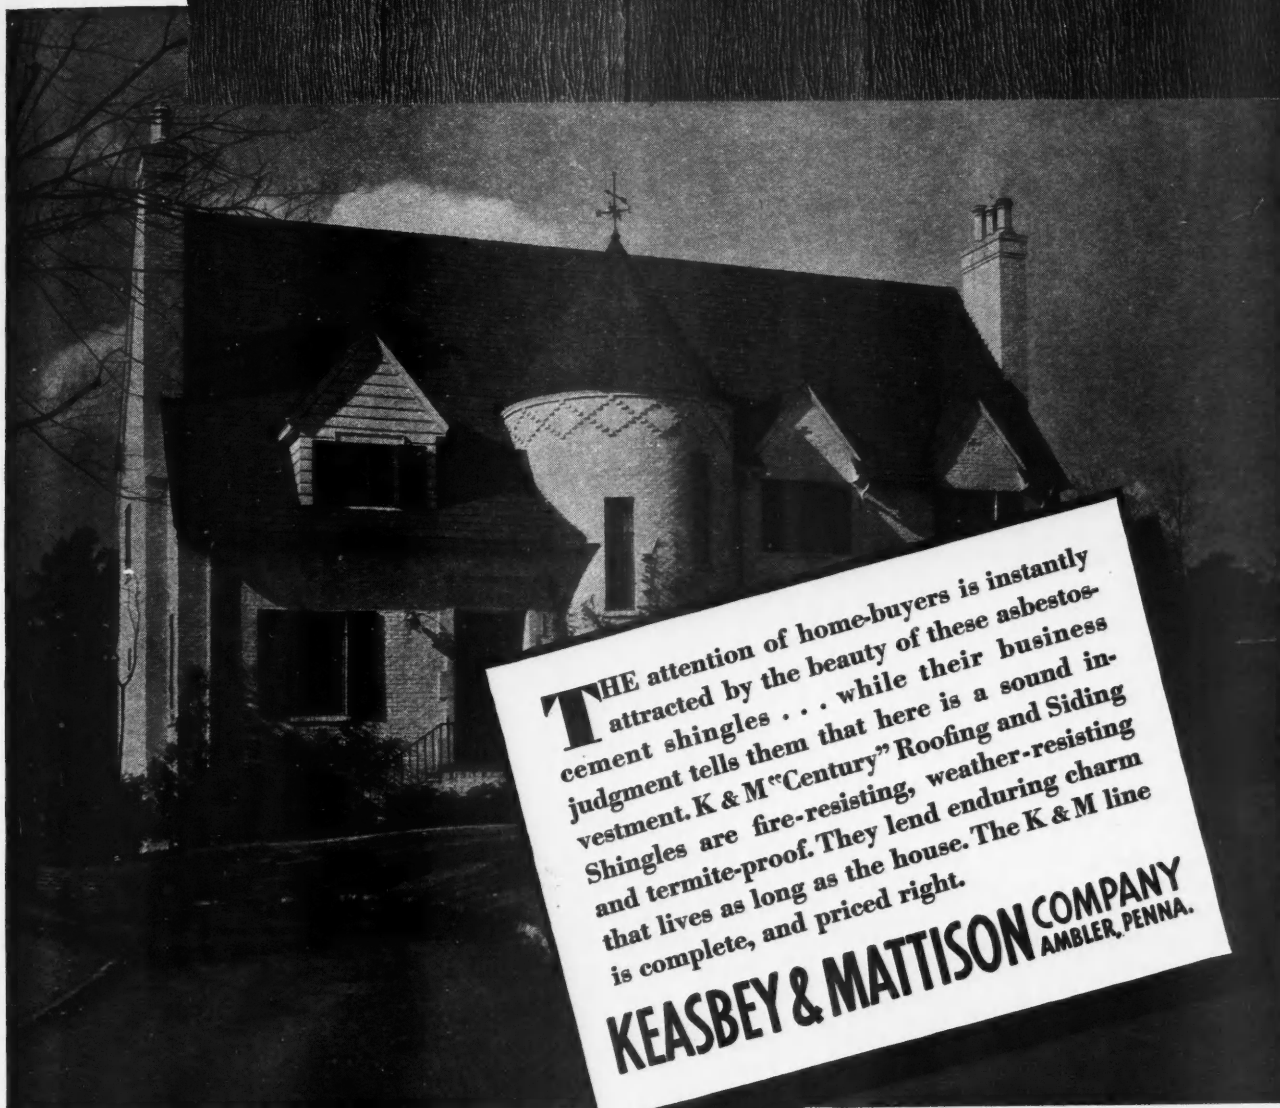 THE attention of home-buyers is instantly
attracted by the beauty of these asbestos-
cement shingles . . . while their business
judgment tells them that here is a sound in-
vestment. K & M “Century” Roofing and Siding
Shingles are fire-resisting, weather-resisting
and termite-proof. They lend enduring charm
that lives as long as the house. The K & M line
is complete, and priced right.
KEASBEY & MATTISON COMPANY
AMBLER, PENNA.